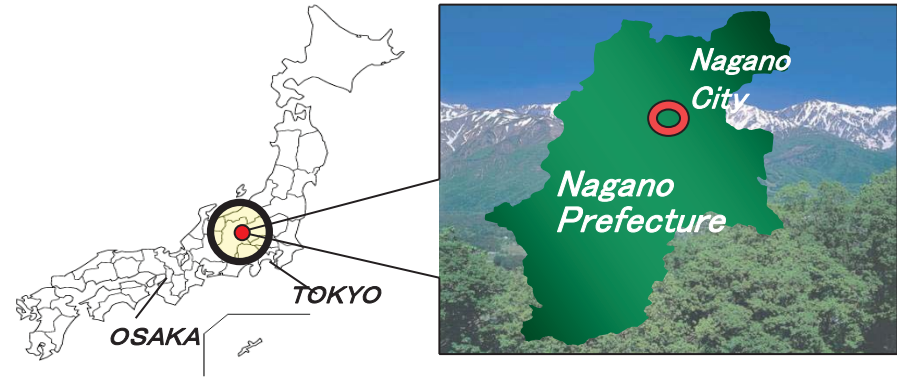 TOKYO
OSAKA
Nagano
City
Nagano
Prefecture